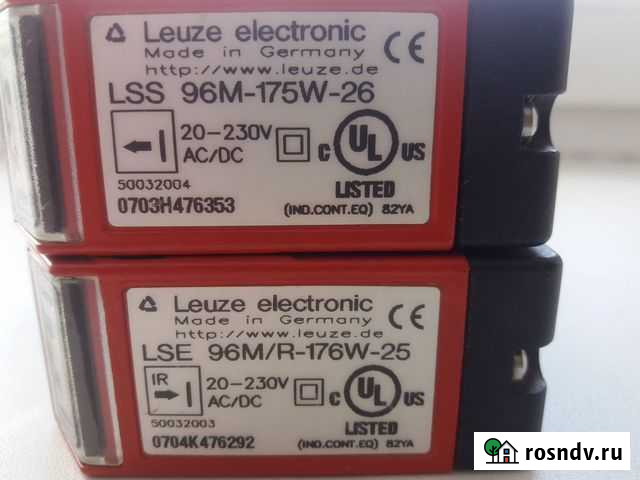 Leuze electronic
Made in Germany
http://www.leuze.de
CE
LSS 96M-175W-26
20-230V
AC/DC
C UL US
LISTED
50032004
0703H476353
(IND.CONT.EQ) 82YA
Leuze electronic
Made in Germany
http://www.leuze.de
CE
LSE 96M/R-176W-25
IR
20-230V
AC/DC
C UL US
LISTED
50032003
0704K476292
(IND.CONT.EQ) 82YA
rosndv.ru